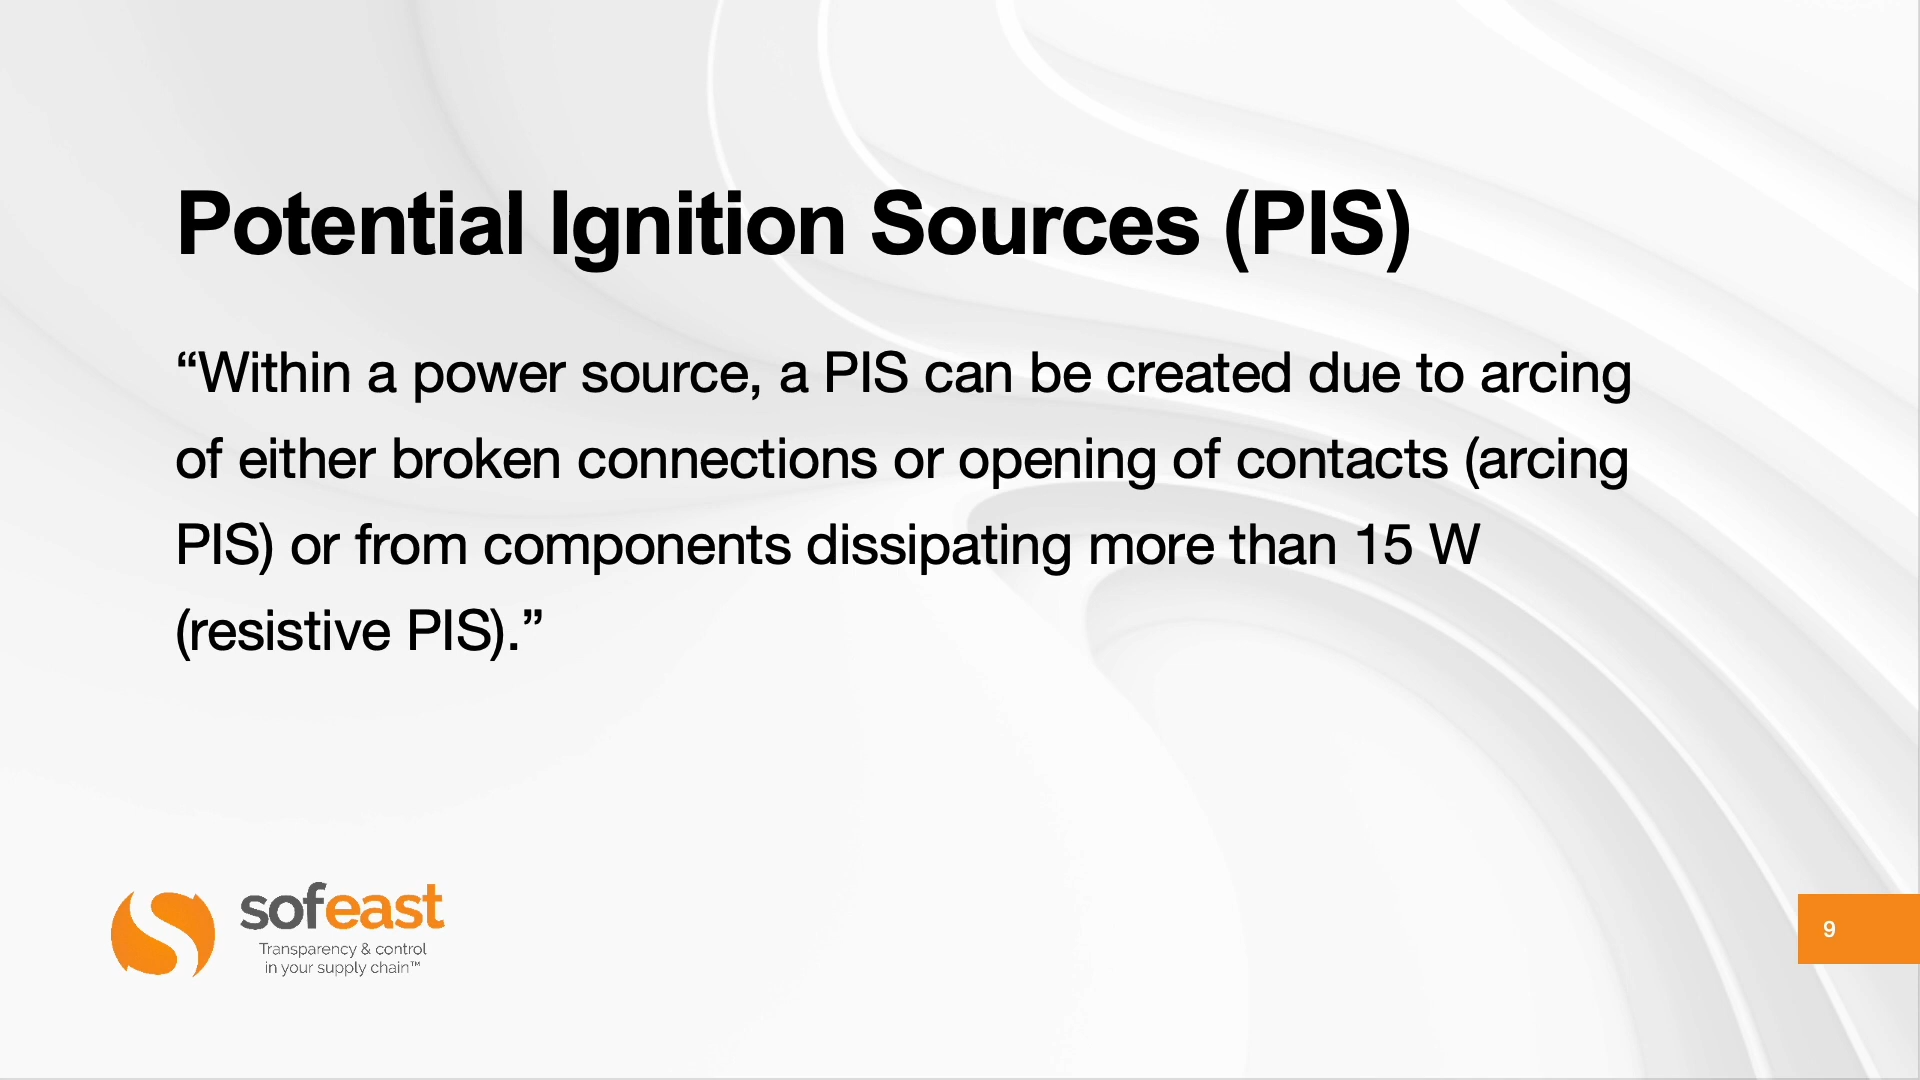 Potential Ignition Sources (PIS)
“Within a power source, a PIS can be created due to arcing
of either broken connections or opening of contacts (arcing
PIS) or from components dissipating more than 15 W
(resistive PIS).”
sofeast
Transparency & control
in your supply chain™
9